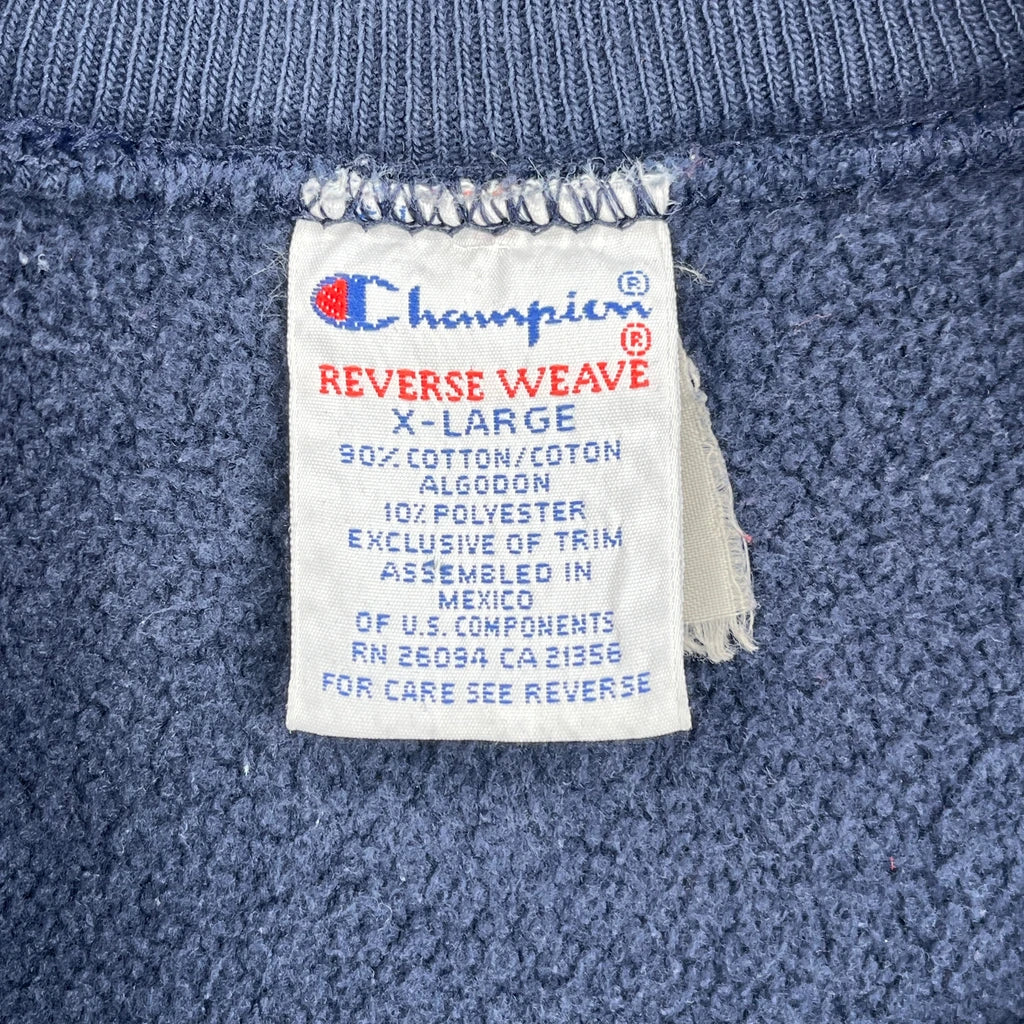 Champion®
REVERSE WEAVE®
X-LARGE
90% COTTON/COTON
ALGODON
10% POLYESTER
EXCLUSIVE OF TRIM
ASSEMBLED IN
MEXICO
OF U.S. COMPONENTS
RN 26094 CA 21356
FOR CARE SEE REVERSE